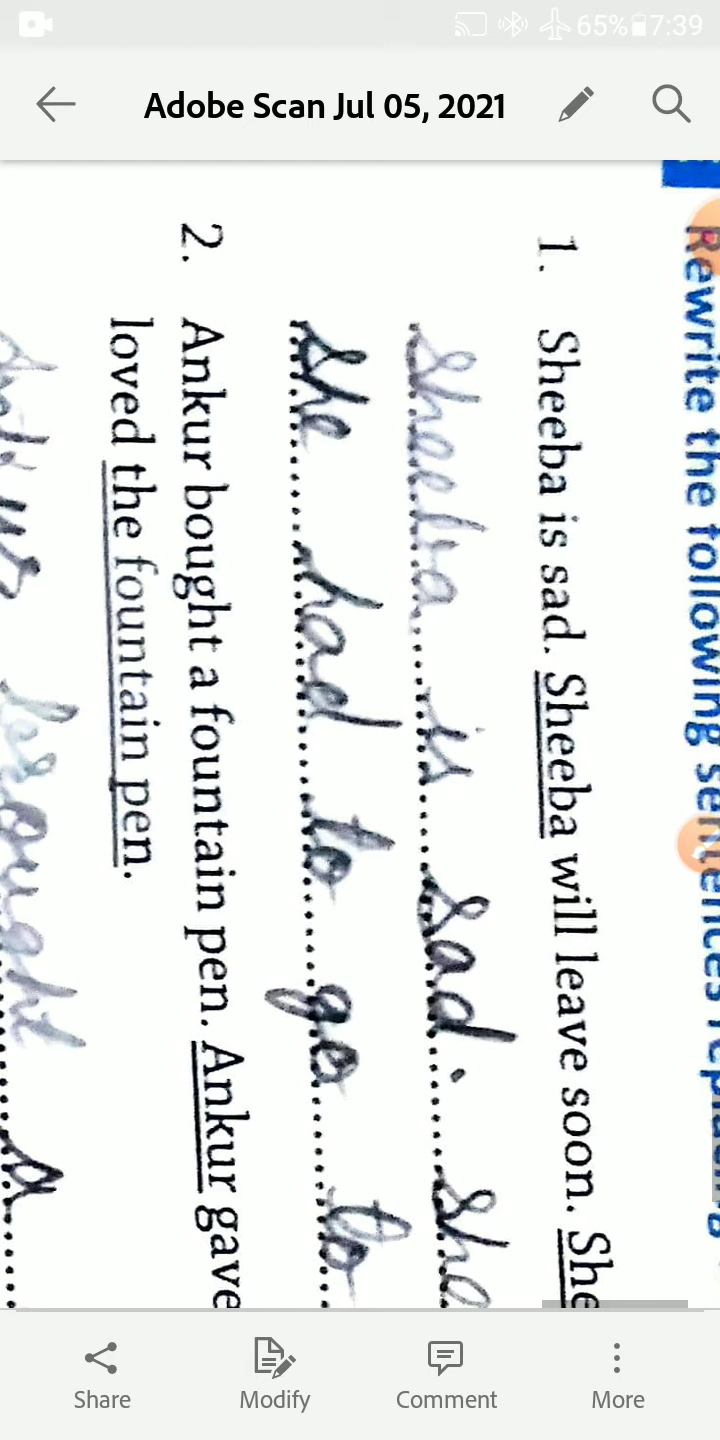 65% 7:39
Adobe Scan Jul 05, 2021
Rewrite the following sentences replacing
1. Sheeba is sad. Sheeba will leave soon. She
Sheeba is sad. She
She had to go to
2. Ankur bought a fountain pen. Ankur gave
loved the fountain pen.
bought a
Share Modify Comment More